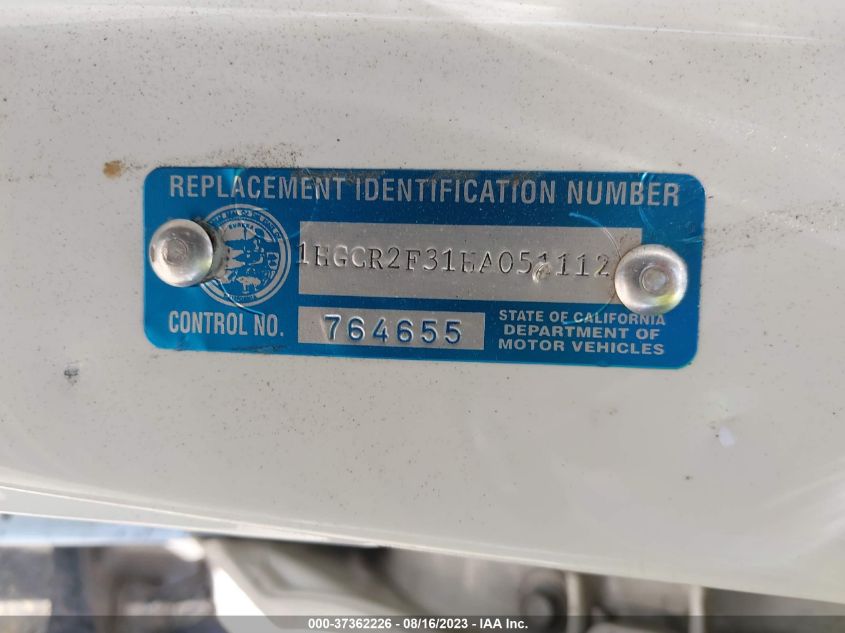 REPLACEMENT IDENTIFICATION NUMBER
1HGCR2F31HA051112
CONTROL NO. 764655
STATE OF CALIFORNIA
DEPARTMENT OF
MOTOR VEHICLES
000-37362226 - 08/16/2023 - IAA Inc.